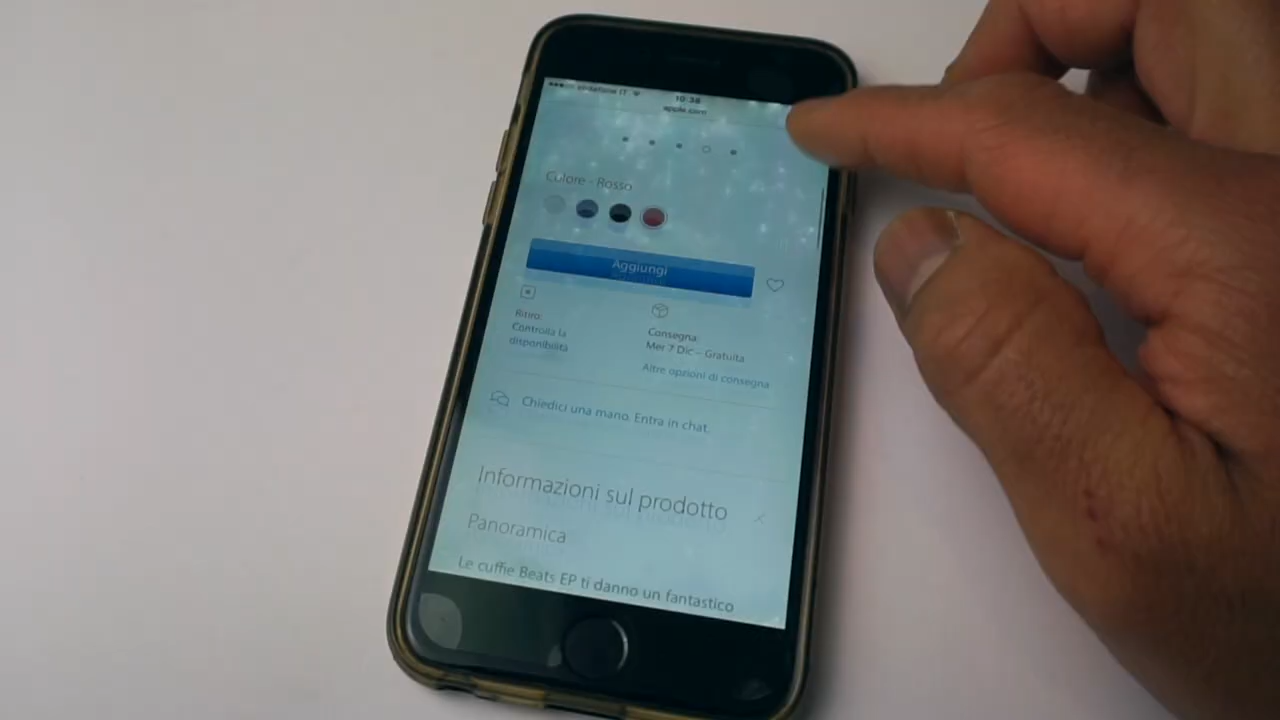 vodafone IT 10:38
apple.com
Colore - Rosso
Aggiungi
Ritiro:
Controlla la
disponibilità
Consegna:
Mer 7 Dic – Gratuita
Altre opzioni di consegna
Chiedici una mano. Entra in chat.
Informazioni sul prodotto
Panoramica
Le cuffie Beats EP ti danno un fantastico